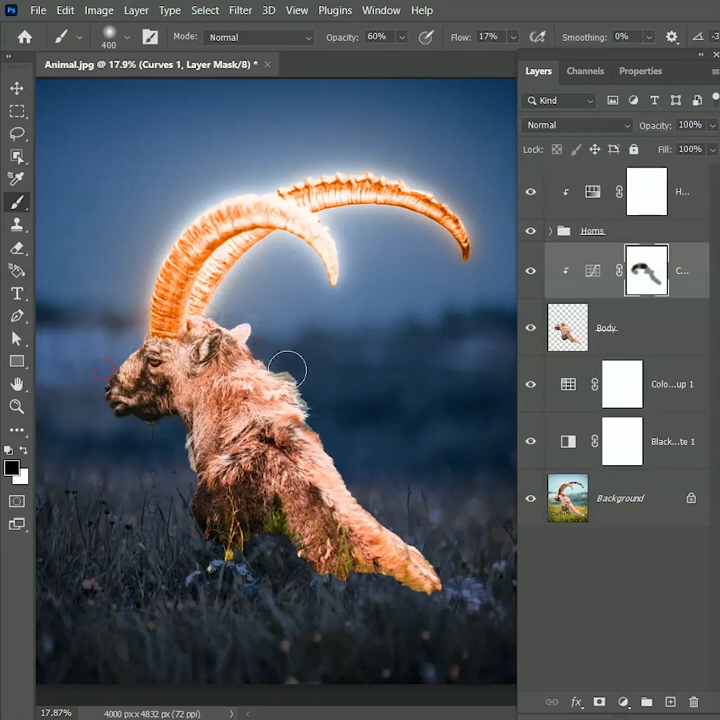 Ps File Edit Image Layer Type Select Filter 3D View Plugins Window Help
400 Mode: Normal Opacity: 60% Flow: 17% Smoothing: 0% -3
Animal.jpg @ 17.9% (Curves 1, Layer Mask/8) *
Layers Channels Properties
Kind
Normal Opacity: 100%
Lock: Fill: 100%
H...
Horns
C...
Body
Colo...up 1
Black...te 1
Background
fx
17.87% 4000 px x 4832 px (72 ppi)